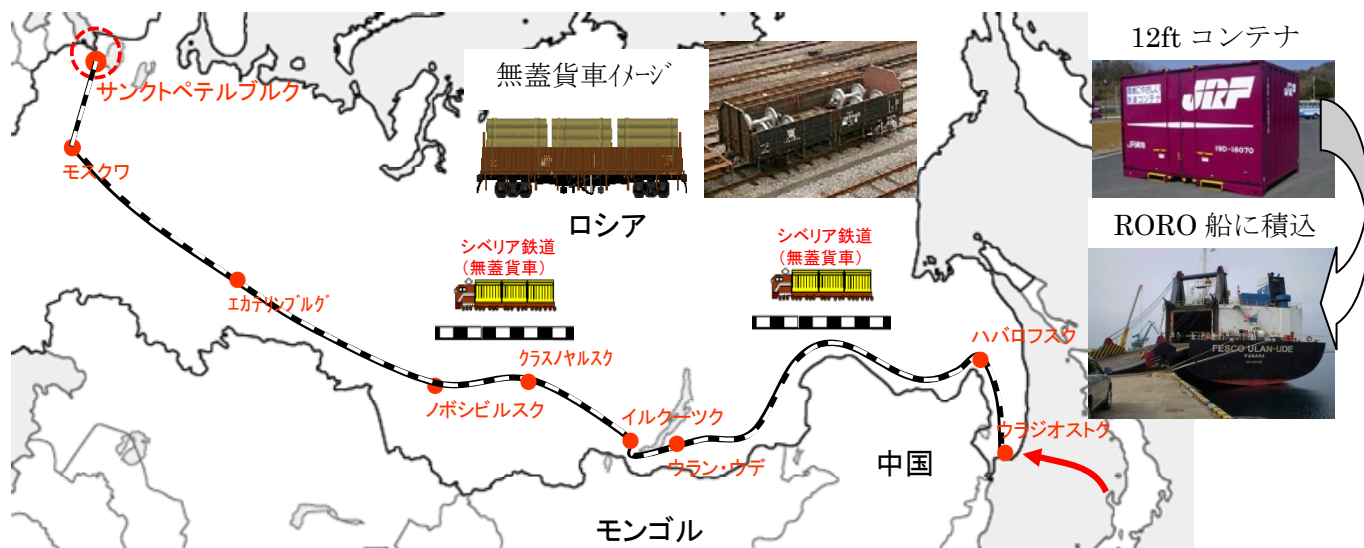 サンクトペテルブルク
モスクワ
エカテリンブルグ
ノボシビルスク
クラスノヤルスク
イルクーツク
ウラン・ウデ
ハバロフスク
ウラジオストク
無蓋貨車イメージ
ロシア
シベリア鉄道
(無蓋貨車)
シベリア鉄道
(無蓋貨車)
中国
モンゴル
12ft コンテナ
JRF
19D-18070
RORO 船に積込
FESCO ULAN-UDE
PANAMA